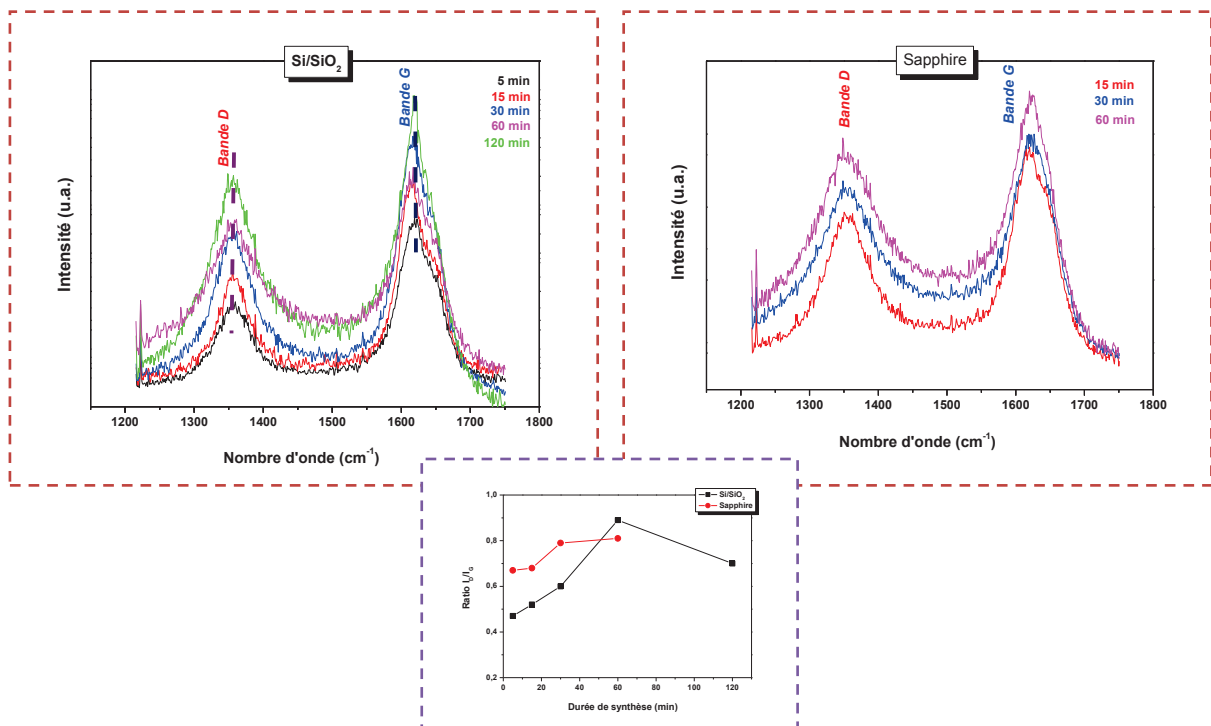 Si/SiO₂
Bande D
Bande G
5 min
15 min
30 min
60 min
120 min
Intensité (u.a.)
1200 1300 1400 1500 1600 1700 1800
Nombre d'onde (cm⁻¹)
Sapphire
Bande D
Bande G
15 min
30 min
60 min
Intensité (u.a.)
1200 1300 1400 1500 1600 1700 1800
Nombre d'onde (cm⁻¹)
Si/SiO₂
Sapphire
1,0
0,8
0,6
0,4
0,2
Ratio I_D/I_G
0 20 40 60 80 100 120
Durée de synthèse (min)